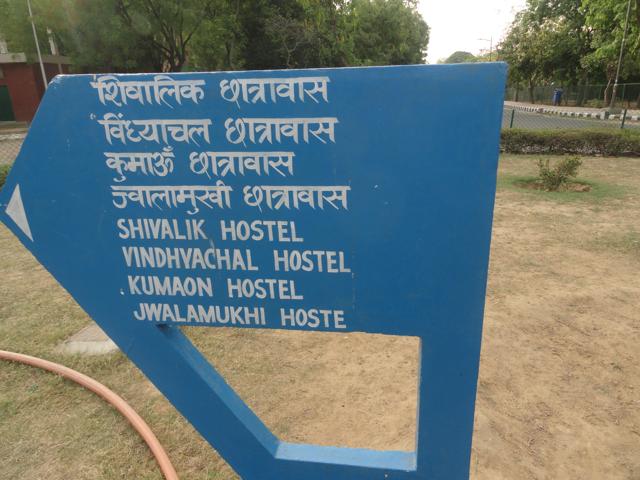 शिवालिक छात्रावास
विंध्याचल छात्रावास
कुमाऊँ छात्रावास
ज्वालामुखी छात्रावास
SHIVALIK HOSTEL
VINDHYACHAL HOSTEL
KUMAON HOSTEL
JWALAMUKHI HOSTE